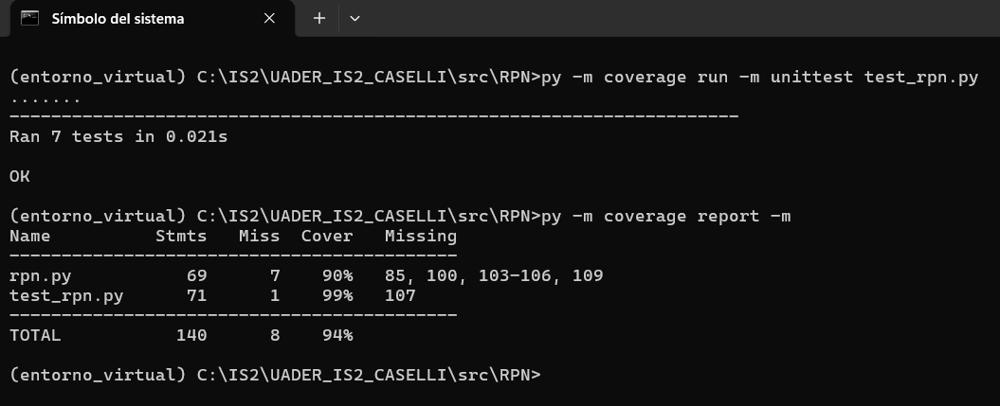 Símbolo del sistema
(entorno_virtual) C:\IS2\UADER_IS2_CASELLI\src\RPN>py -m coverage run -m unittest test_rpn.py
.......
----------------------------------------------------------------------
Ran 7 tests in 0.021s
OK
(entorno_virtual) C:\IS2\UADER_IS2_CASELLI\src\RPN>py -m coverage report -m
Name          Stmts   Miss  Cover   Missing
-------------------------------------------
rpn.py           69      7    90%   85, 100, 103-106, 109
test_rpn.py      71      1    99%   107
-------------------------------------------
TOTAL           140      8    94%
(entorno_virtual) C:\IS2\UADER_IS2_CASELLI\src\RPN>